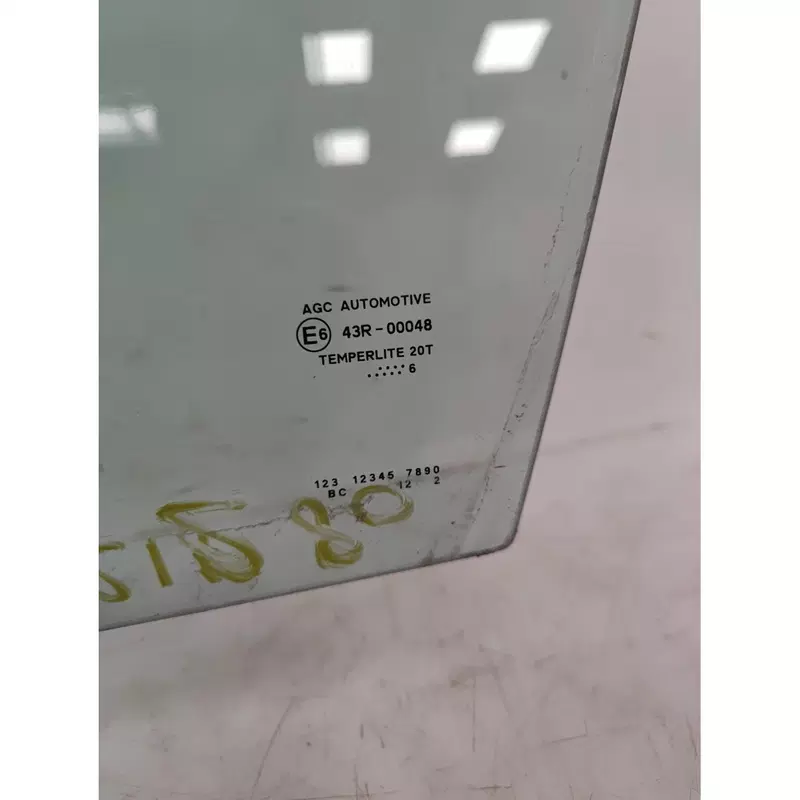 AGC AUTOMOTIVE
E6 43R-00048
TEMPERLITE 20T
.......... 6
123 12345 7890
BC 12 2